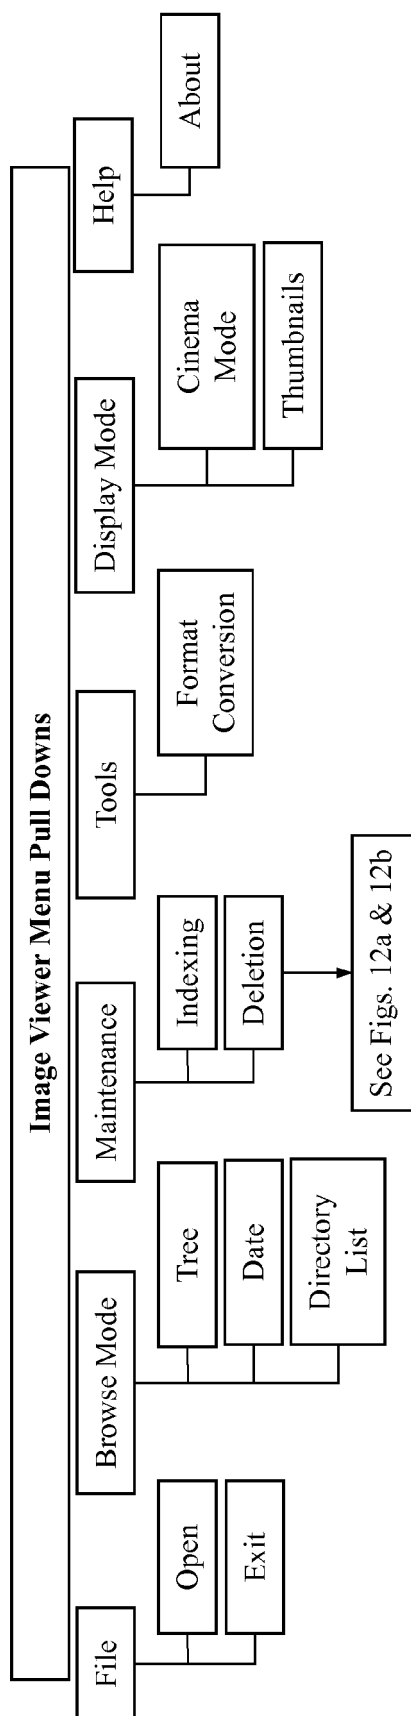 Image Viewer Menu Pull Downs
File
Open
Exit
Browse Mode
Tree
Date
Directory
List
Maintenance
Indexing
Deletion
See Figs. 12a & 12b
Tools
Format
Conversion
Display Mode
Cinema
Mode
Thumbnails
Help
About